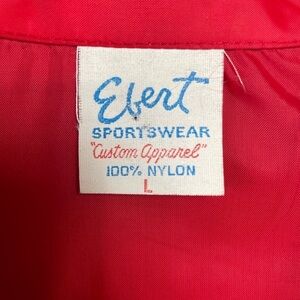 Ebert
SPORTSWEAR
"Custom Apparel"
100% NYLON
L